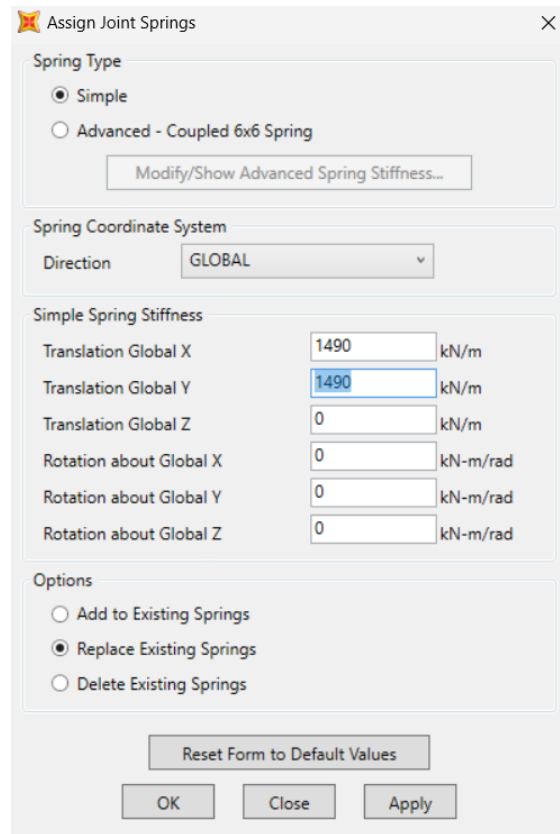 Assign Joint Springs
Spring Type
Simple
Advanced - Coupled 6x6 Spring
Modify/Show Advanced Spring Stiffness...
Spring Coordinate System
Direction GLOBAL
Simple Spring Stiffness
Translation Global X 1490 kN/m
Translation Global Y 1490 kN/m
Translation Global Z 0 kN/m
Rotation about Global X 0 kN-m/rad
Rotation about Global Y 0 kN-m/rad
Rotation about Global Z 0 kN-m/rad
Options
Add to Existing Springs
Replace Existing Springs
Delete Existing Springs
Reset Form to Default Values
OK Close Apply